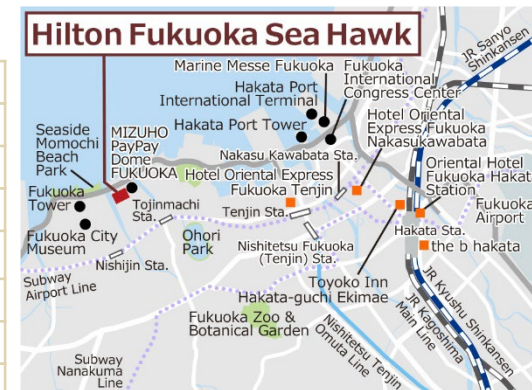 Hilton Fukuoka Sea Hawk
JR Sanyo
Shinkansen
Marine Messe Fukuoka
Fukuoka
International
Congress Center
Hakata Port
International Terminal
Hakata Port Tower
Seaside
Momochi
Beach
Park
MIZUHO
PayPay
Dome
FUKUOKA
Nakasu Kawabata Sta.
Hotel Oriental
Express Fukuoka
Nakasukawabata
Hotel Oriental Express
Fukuoka Tenjin
Oriental Hotel
Fukuoka Hakata
Station
Fukuoka
Tower
Tojinmachi
Sta.
Tenjin Sta.
Fukuoka
Airport
Fukuoka City
Museum
Ohori
Park
Hakata Sta.
the b hakata
Nishijin Sta.
Nishitetsu Fukuoka
(Tenjin) Sta.
Subway
Airport Line
Toyoko Inn
Hakata-guchi Ekimae
Fukuoka Zoo &
Botanical Garden
JR Kyushu Shinkansen
JR Kagoshima
Main Line
Nishitetsu Tenjin
Omuta Line
Subway
Nanakuma
Line